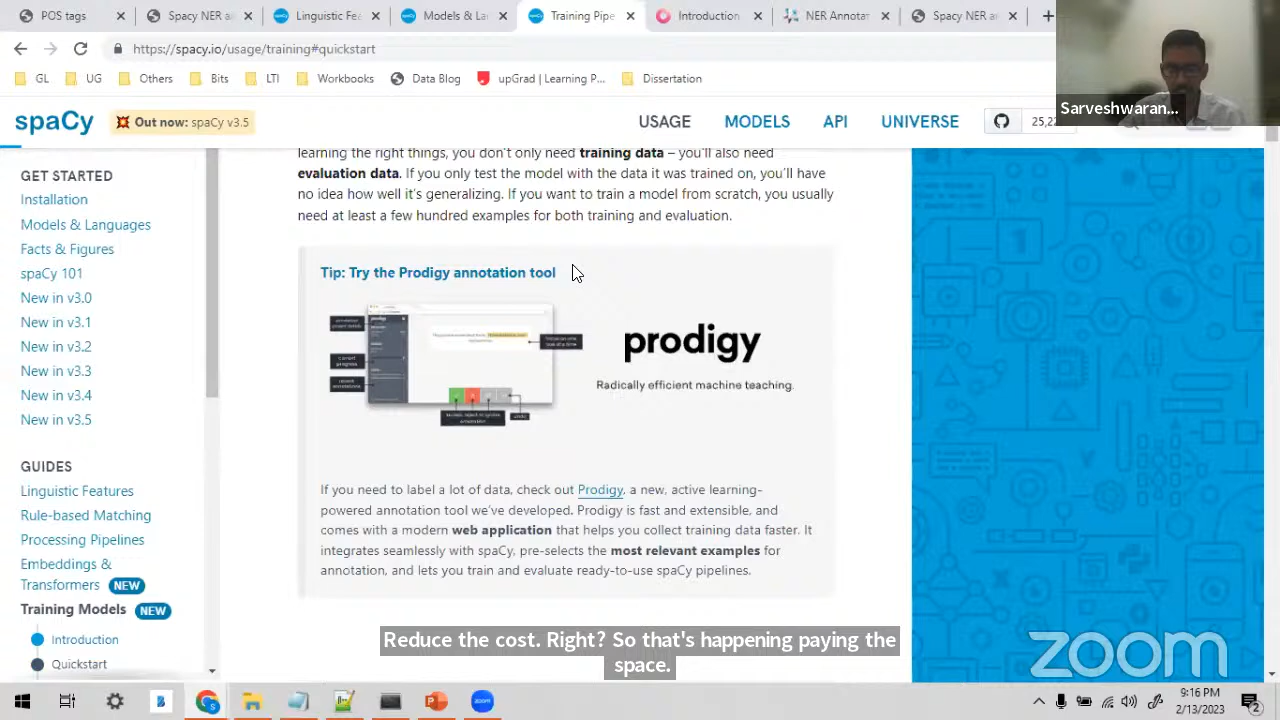 POS tags
Spacy NER a
Linguistic Fe
Models & La
Training Pipe
Introduction
NER Annotat
Spacy NER a
https://spacy.io/usage/training#quickstart
GL
UG
Others
Bits
LTI
Workbooks
Data Blog
upGrad | Learning P...
Dissertation
Sarveshwaran...
spaCy
Out now: spaCy v3.5
USAGE
MODELS
API
UNIVERSE
25,22
learning the right things, you don't only need training data – you'll also need
evaluation data. If you only test the model with the data it was trained on, you'll have
no idea how well it's generalizing. If you want to train a model from scratch, you usually
need at least a few hundred examples for both training and evaluation.
GET STARTED
Installation
Models & Languages
Facts & Figures
spaCy 101
New in v3.0
New in v3.1
New in v3.2
New in v3.3
New in v3.4
New in v3.5
GUIDES
Linguistic Features
Rule-based Matching
Processing Pipelines
Embeddings &
Transformers NEW
Training Models NEW
Introduction
Quickstart
Tip: Try the Prodigy annotation tool
prodigy
prodigy
Radically efficient machine teaching.
If you need to label a lot of data, check out Prodigy, a new, active learning-
powered annotation tool we've developed. Prodigy is fast and extensible, and
comes with a modern web application that helps you collect training data faster. It
integrates seamlessly with spaCy, pre-selects the most relevant examples for
annotation, and lets you train and evaluate ready-to-use spaCy pipelines.
Reduce the cost. Right? So that's happening paying the
space.
zoom
zoom
9:16 PM
2/13/2023
2